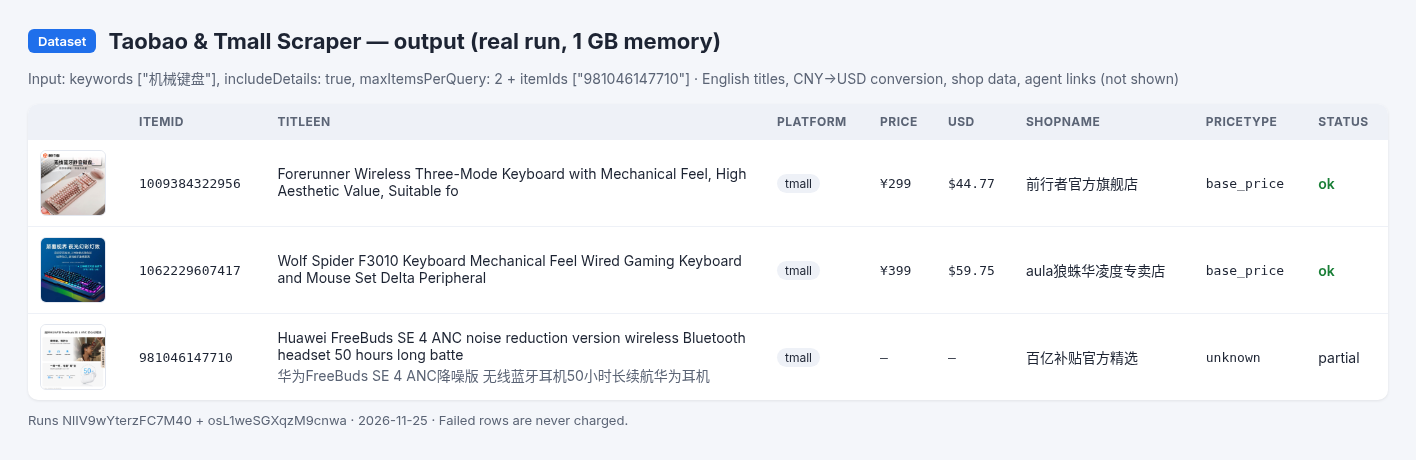 Dataset Taobao & Tmall Scraper — output (real run, 1 GB memory)
Input: keywords ["机械键盘"], includeDetails: true, maxItemsPerQuery: 2 + itemIds ["981046147710"] · English titles, CNY→USD conversion, shop data, agent links (not shown)
ITEMID TITLEEN PLATFORM PRICE USD SHOPNAME PRICETYPE STATUS
1009384322956 Forerunner Wireless Three-Mode Keyboard with Mechanical Feel, High Aesthetic Value, Suitable fo tmall ¥299 $44.77 前行者官方旗舰店 base_price ok
1062229607417 Wolf Spider F3010 Keyboard Mechanical Feel Wired Gaming Keyboard and Mouse Set Delta Peripheral tmall ¥399 $59.75 aula狼蛛华凌度专卖店 base_price ok
981046147710 Huawei FreeBuds SE 4 ANC noise reduction version wireless Bluetooth headset 50 hours long batte tmall — — 百亿补贴官方精选 unknown partial
华为FreeBuds SE 4 ANC降噪版 无线蓝牙耳机50小时长续航华为耳机
Runs NIIV9wYterzFC7M40 + osL1weSGXqzM9cnwa · 2026-11-25 · Failed rows are never charged.